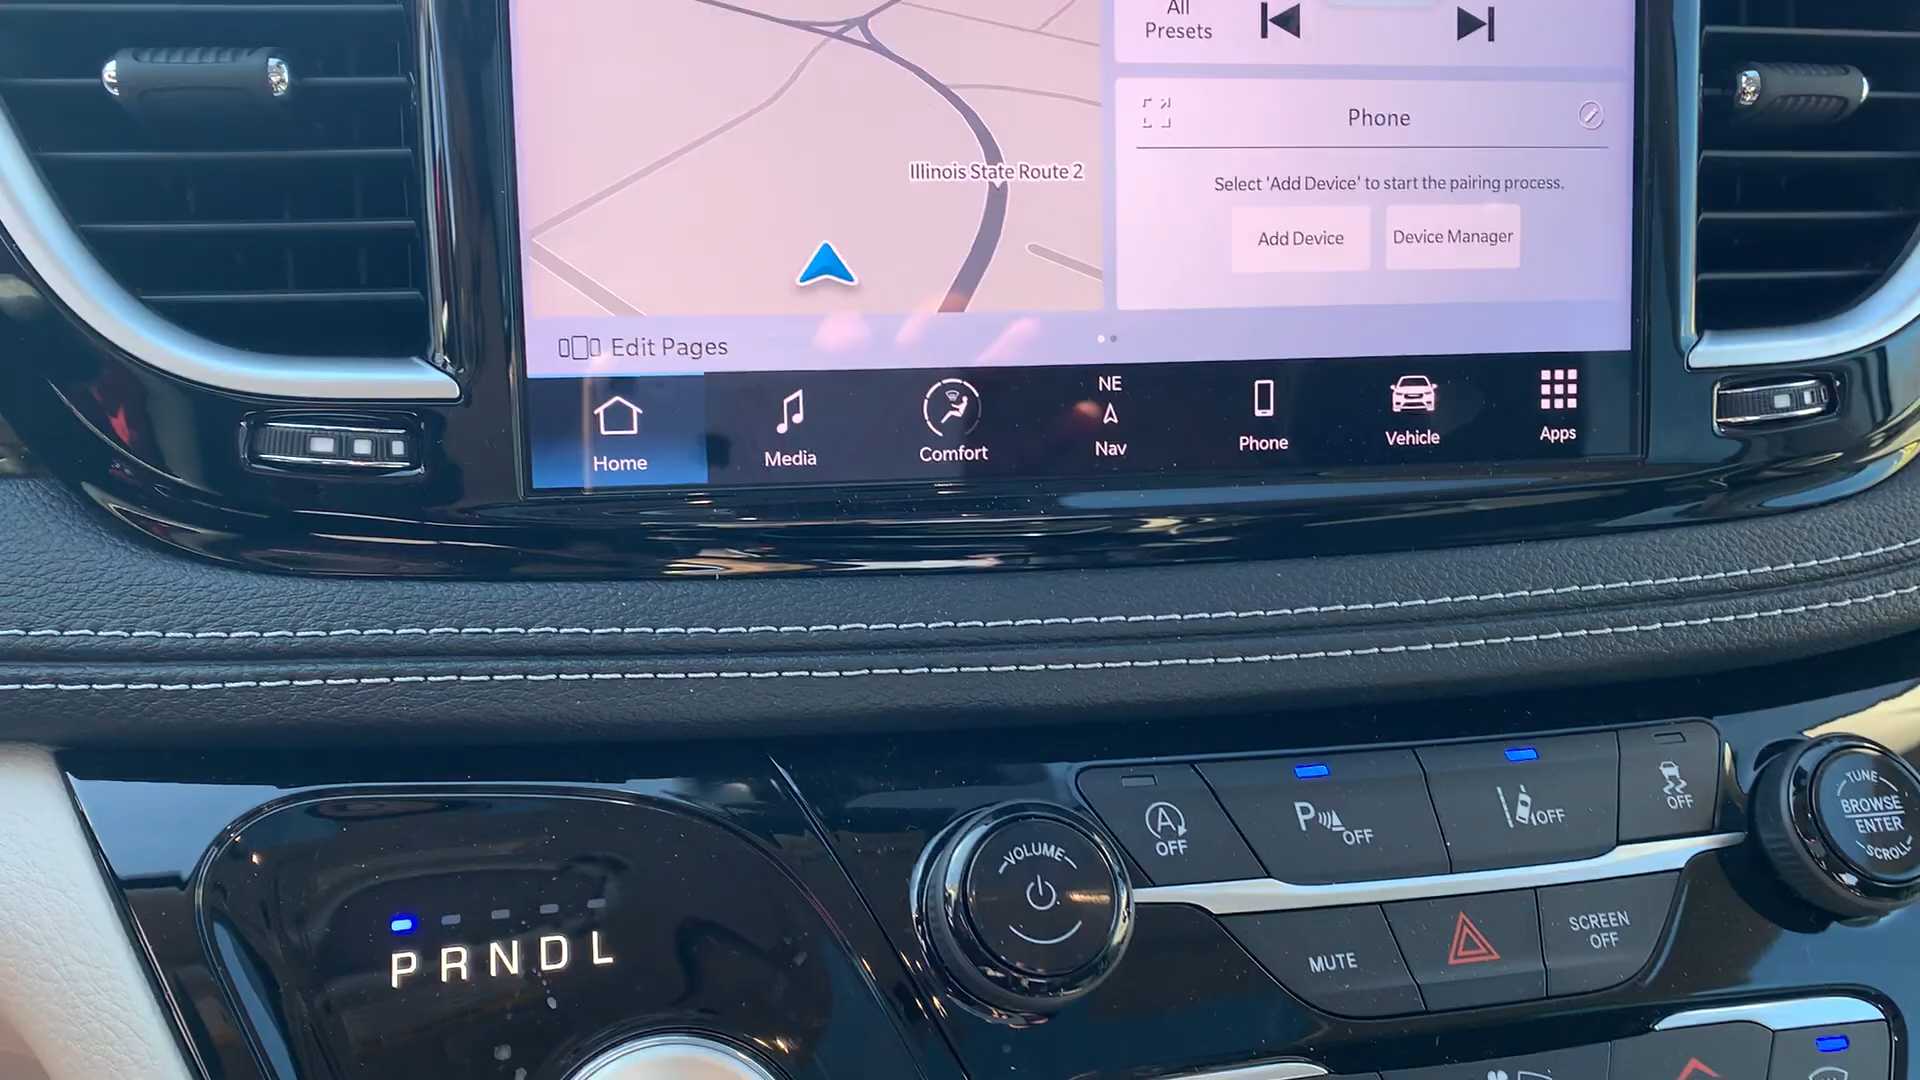 All
Presets
Phone
Illinois State Route 2
Select 'Add Device' to start the pairing process.
Add Device
Device Manager
Edit Pages
Home
Media
Comfort
NE
Nav
Phone
Vehicle
Apps
VOLUME
A
OFF
P OFF
OFF
OFF
TUNE
BROWSE
ENTER
SCROLL
MUTE
SCREEN
OFF
P R N D L